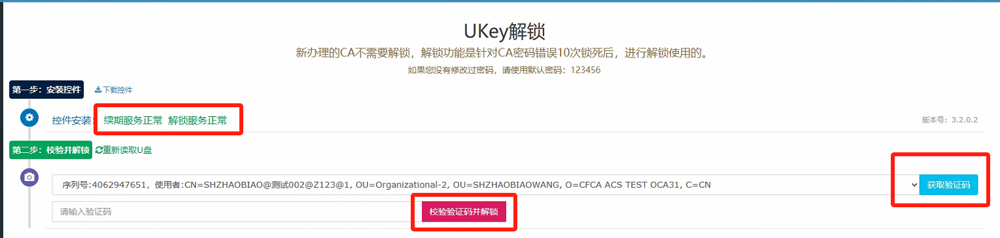 UKey解锁
新办理的CA不需要解锁，解锁功能是针对CA密码错误10次锁死后，进行解锁使用的。
如果您没有修改过密码，请使用默认密码：123456
第一步：安装控件 下载控件
控件安装： 续期服务正常 解锁服务正常 版本号：3.2.0.2
第二步：校验并解锁 重新读取U盘
序列号:4062947651，使用者:CN=SHZHAOBIAO@测试002@Z123@1, OU=Organizational-2, OU=SHZHAOBIAOWANG, O=CFCA ACS TEST OCA31, C=CN 获取验证码
请输入验证码 校验验证码并解锁